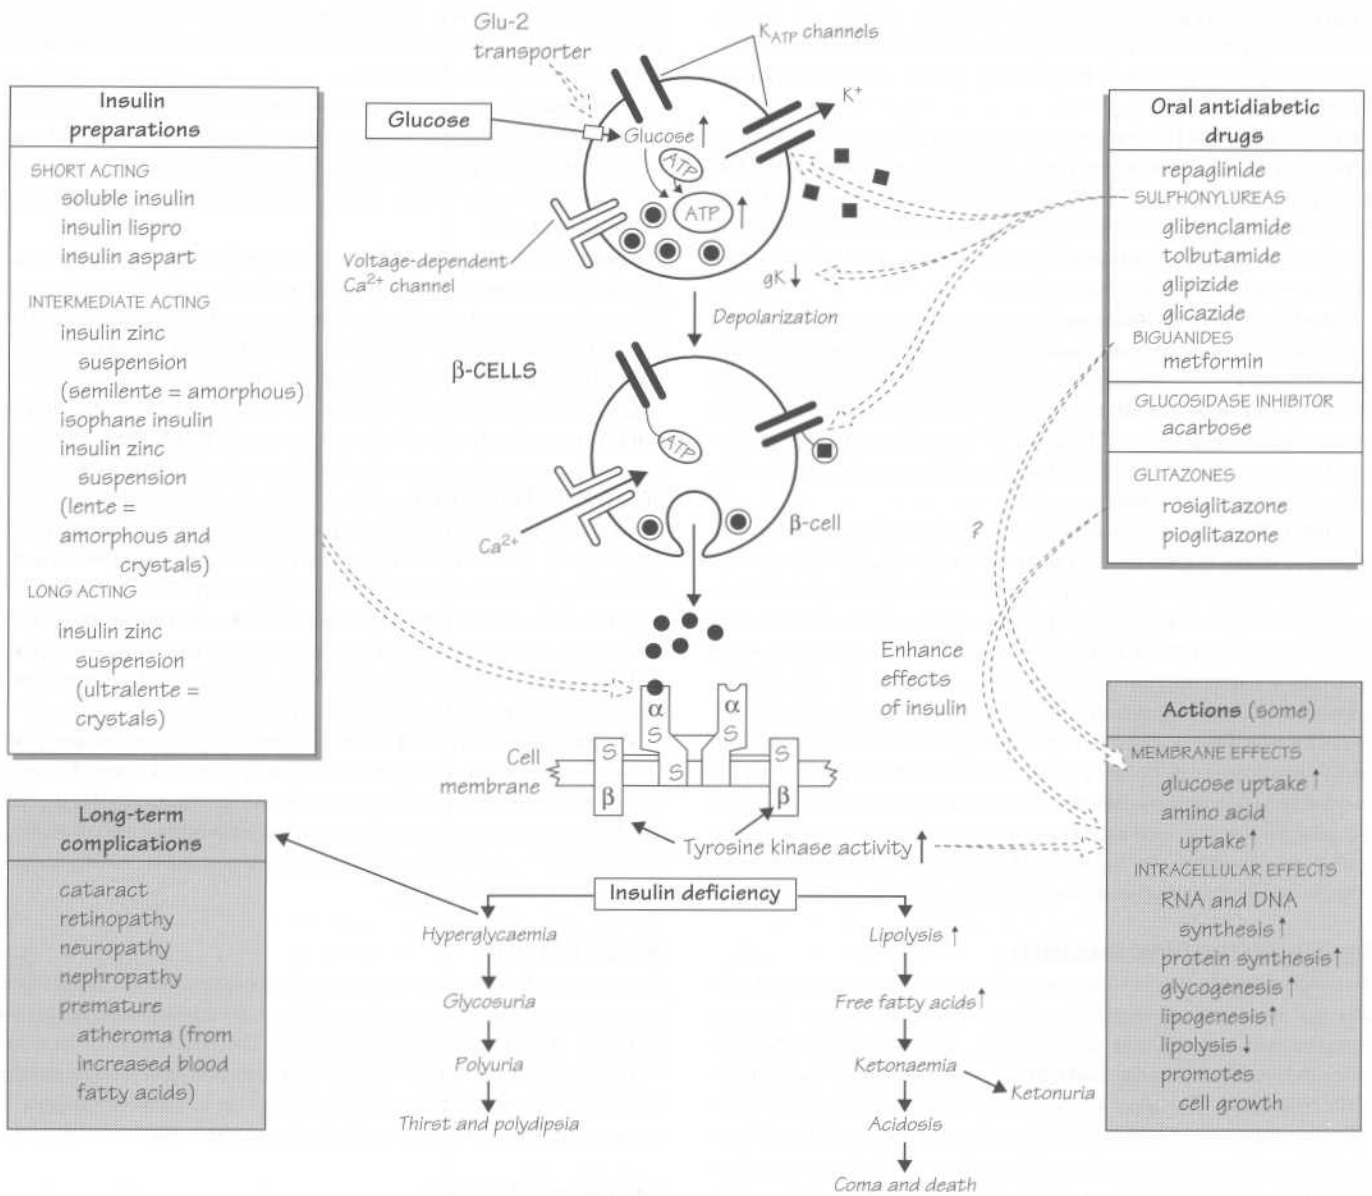 Glu-2
transporter
K_ATP channels
K⁺
Glucose
Glucose ↑
ATP
ATP ↑
Voltage-dependent
Ca²⁺ channel
gK ↓
Depolarization
β-CELLS
ATP
Ca²⁺
β-cell
Insulin
preparations
SHORT ACTING
soluble insulin
insulin lispro
insulin aspart
INTERMEDIATE ACTING
insulin zinc
suspension
(semilente = amorphous)
isophane insulin
insulin zinc
suspension
(lente =
amorphous and
crystals)
LONG ACTING
insulin zinc
suspension
(ultralente =
crystals)
Oral antidiabetic
drugs
repaglinide
SULPHONYLUREAS
glibenclamide
tolbutamide
glipizide
glicazide
BIGUANIDES
metformin
GLUCOSIDASE INHIBITOR
acarbose
GLITAZONES
rosiglitazone
pioglitazone
?
Enhance
effects
of insulin
α
α
S
S
S
S
S
β
β
Cell
membrane
Tyrosine kinase activity ↑
Actions (some)
MEMBRANE EFFECTS
glucose uptake ↑
amino acid
uptake ↑
INTRACELLULAR EFFECTS
RNA and DNA
synthesis ↑
protein synthesis ↑
glycogenesis ↑
lipogenesis ↑
lipolysis ↓
promotes
cell growth
Long-term
complications
cataract
retinopathy
neuropathy
nephropathy
premature
atheroma (from
increased blood
fatty acids)
Insulin deficiency
Hyperglycaemia
Glycosuria
Polyuria
Thirst and polydipsia
Lipolysis ↑
Free fatty acids ↑
Ketonaemia
Ketonuria
Acidosis
Coma and death